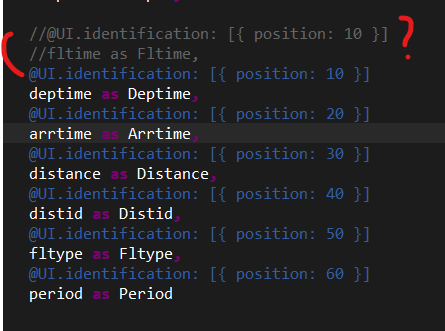 //@UI.identification: [{ position: 10 }]
//fltime as Fltime,
@UI.identification: [{ position: 10 }]
deptime as Deptime,
@UI.identification: [{ position: 20 }]
arrtime as Arrtime,
@UI.identification: [{ position: 30 }]
distance as Distance,
@UI.identification: [{ position: 40 }]
distid as Distid,
@UI.identification: [{ position: 50 }]
fltype as Fltype,
@UI.identification: [{ position: 60 }]
period as Period
( ?